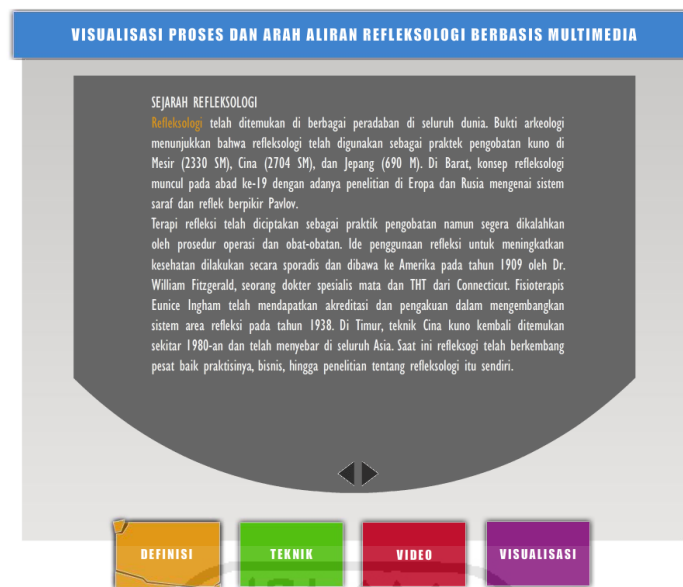 VISUALISASI PROSES DAN ARAH ALIRAN REFLEKSOLOGI BERBASIS MULTIMEDIA
SEJARAH REFLEKSOLOGI
Refleksologi telah ditemukan di berbagai peradaban di seluruh dunia. Bukti arkeologi
menunjukkan bahwa refleksologi telah digunakan sebagai praktek pengobatan kuno di
Mesir (2330 SM), Cina (2704 SM), dan Jepang (690 M). Di Barat, konsep refleksologi
muncul pada abad ke-19 dengan adanya penelitian di Eropa dan Rusia mengenai sistem
saraf dan reflek berpikir Pavlov.
Terapi refleksi telah diciptakan sebagai praktik pengobatan namun segera dikalahkan
oleh prosedur operasi dan obat-obatan. Ide penggunaan refleksi untuk meningkatkan
kesehatan dilakukan secara sporadis dan dibawa ke Amerika pada tahun 1909 oleh Dr.
William Fitzgerald, seorang dokter spesialis mata dan THT dari Connecticut. Fisioterapis
Eunice Ingham telah mendapatkan akreditasi dan pengakuan dalam mengembangkan
sistem area refleksi pada tahun 1938. Di Timur, teknik Cina kuno kembali ditemukan
sekitar 1980-an dan telah menyebar di seluruh Asia. Saat ini refleksogi telah berkembang
pesat baik praktisinya, bisnis, hingga penelitian tentang refleksologi itu sendiri.
DEFINISI
TEKNIK
VIDEO
VISUALISASI